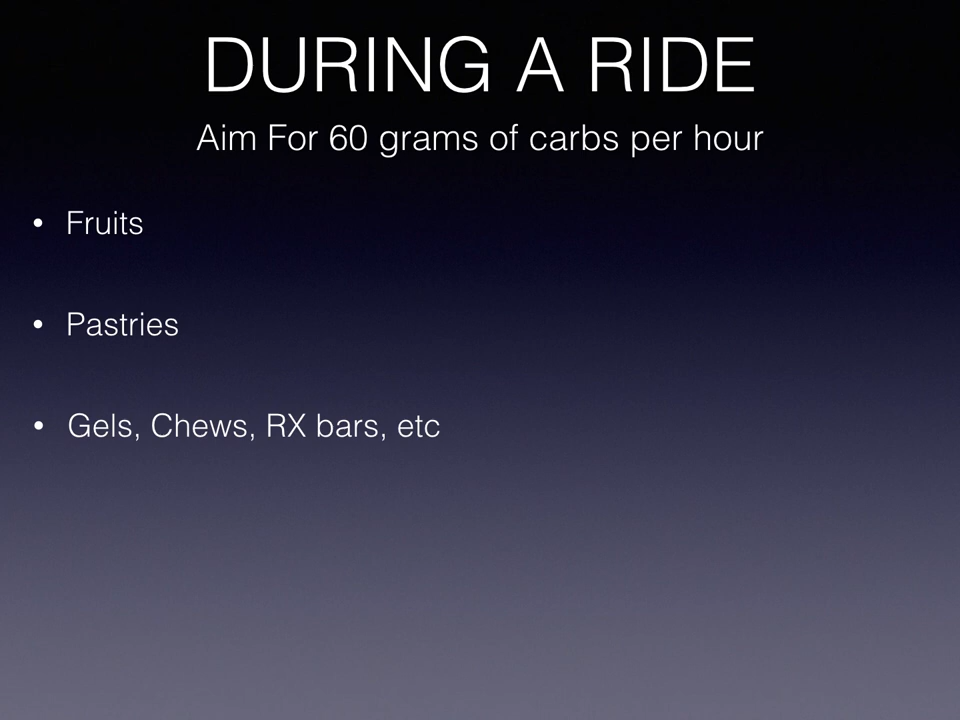 DURING A RIDE
Aim For 60 grams of carbs per hour
• Fruits
• Pastries
• Gels, Chews, RX bars, etc